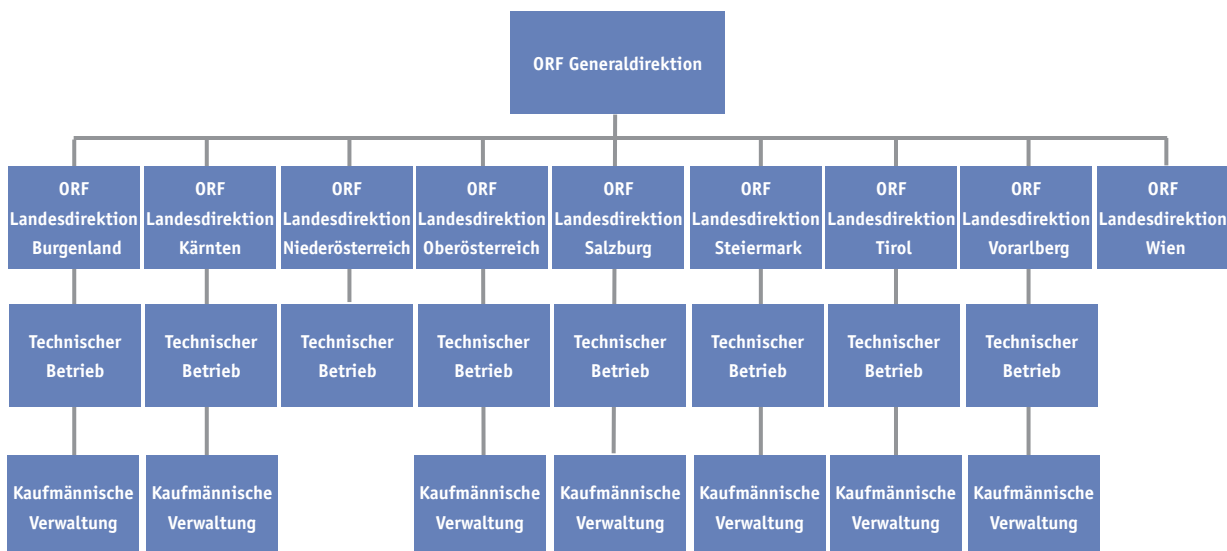 ORF Generaldirektion
ORF
Landesdirektion
Burgenland
ORF
Landesdirektion
Kärnten
ORF
Landesdirektion
Niederösterreich
ORF
Landesdirektion
Oberösterreich
ORF
Landesdirektion
Salzburg
ORF
Landesdirektion
Steiermark
ORF
Landesdirektion
Tirol
ORF
Landesdirektion
Vorarlberg
ORF
Landesdirektion
Wien
Technischer
Betrieb
Technischer
Betrieb
Technischer
Betrieb
Technischer
Betrieb
Technischer
Betrieb
Technischer
Betrieb
Technischer
Betrieb
Technischer
Betrieb
Kaufmännische
Verwaltung
Kaufmännische
Verwaltung
Kaufmännische
Verwaltung
Kaufmännische
Verwaltung
Kaufmännische
Verwaltung
Kaufmännische
Verwaltung
Kaufmännische
Verwaltung